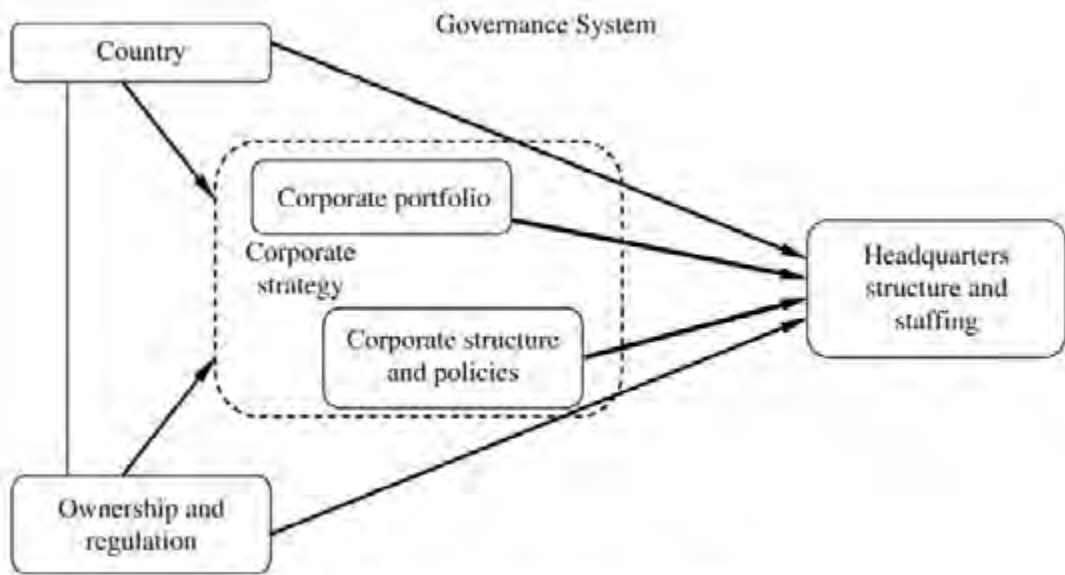 Governance System
Country
Corporate portfolio
Corporate
strategy
Corporate structure
and policies
Headquarters
structure and
staffing
Ownership and
regulation